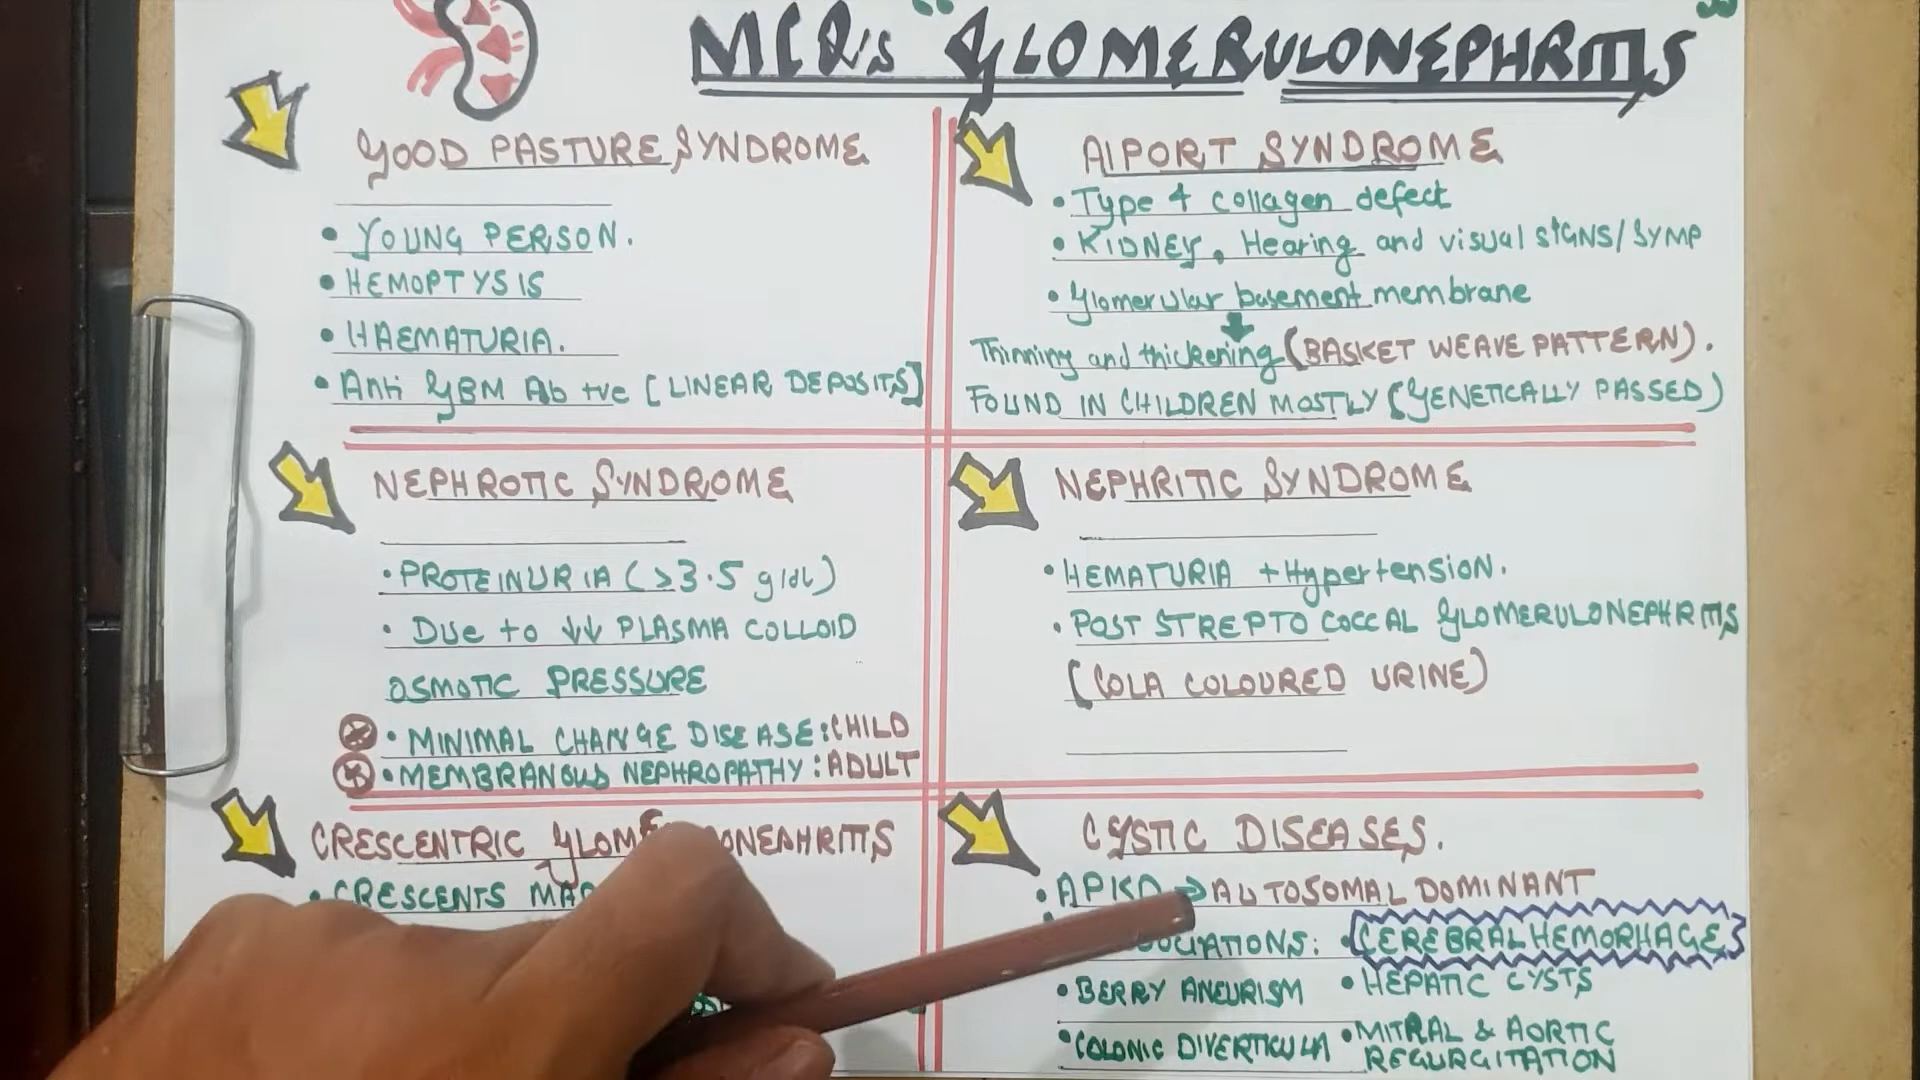 MCQ's "GLOMERULONEPHRITIS"
GOOD PASTURE SYNDROME
• YOUNG PERSON.
• HEMOPTYSIS
• HAEMATURIA.
• Anti GBM Ab +ve [LINEAR DEPOSITS]
AlPORT SYNDROME
• Type 4 collagen defect
• KIDNEY, Hearing and visual SIGNS/SYMP
• Glomerular basement membrane
Thinning and thickening (BASKET WEAVE PATTERN).
FOUND IN CHILDREN MOSTLY (GENETICALLY PASSED)
NEPHROTIC SYNDROME
• PROTEINURIA (≥3.5 g/dL)
• DUE to ↓↓ PLASMA COLLOID
OSMOTIC PRESSURE
• MINIMAL CHANGE DISEASE: CHILD
• MEMBRANOUS NEPHROPATHY: ADULT
NEPHRITIC SYNDROME
• HEMATURIA + Hypertension.
• POST STREPTO COCCAL GLOMERULONEPHRITIS
(COLA COLOURED URINE)
CRESCENTRIC
• CRESCENTS
CYSTIC DISEASES.
• APKD → AUTOSOMAL DOMINANT
• CEREBRAL HEMORHAGE
• BERRY ANEURISM • HEPATIC CYSTS
• COLONIC DIVERTICULA • MITRAL & AORTIC
REGURGITATION